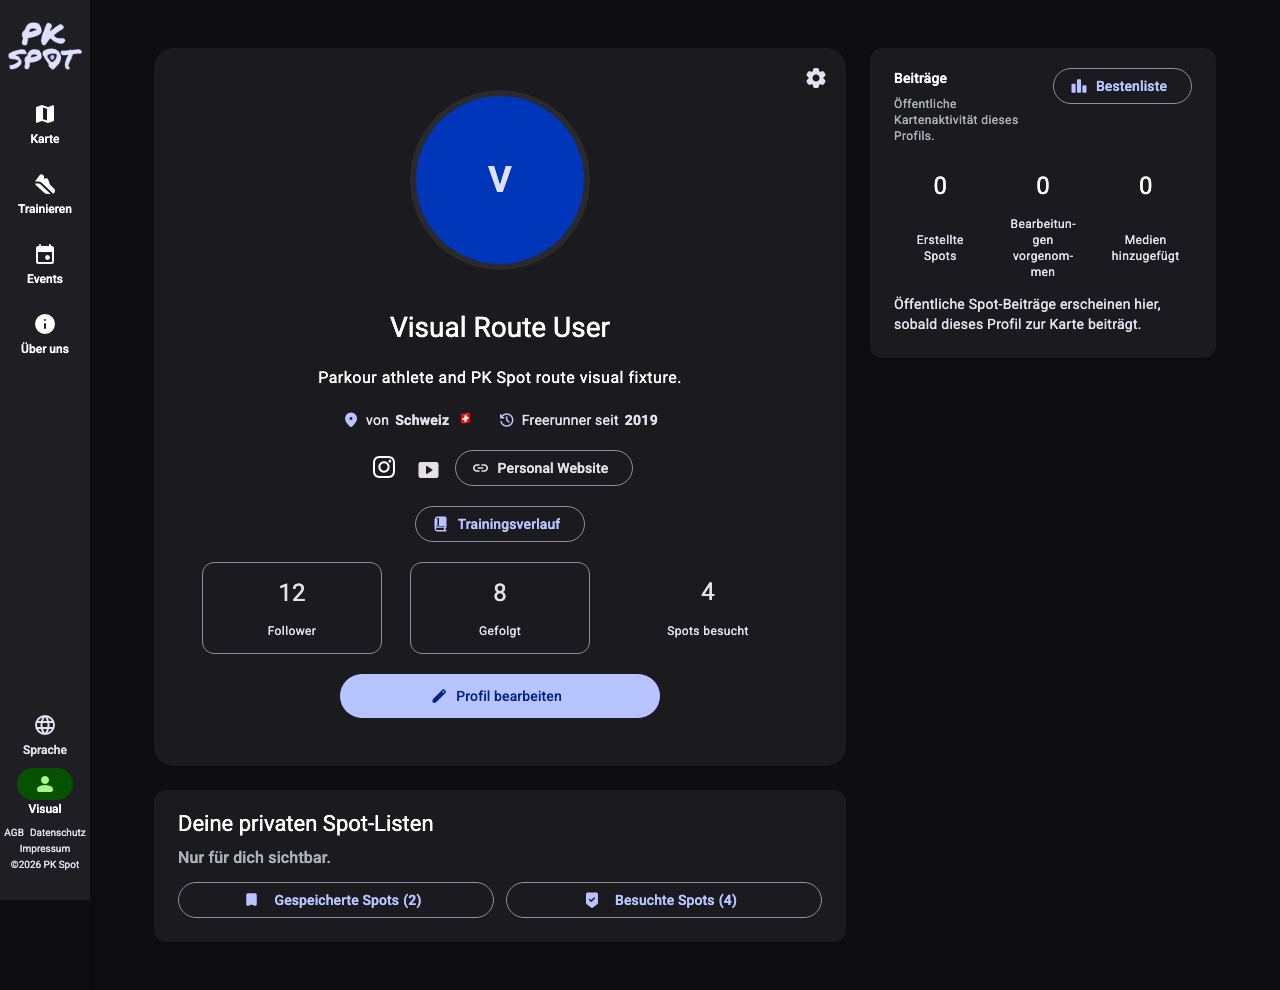 PK
SPOT
Karte
Trainieren
Events
Über uns
Sprache
Visual
AGB Datenschutz
Impressum
©2026 PK Spot
V
Visual Route User
Parkour athlete and PK Spot route visual fixture.
von Schweiz Freerunner seit 2019
Personal Website
Trainingsverlauf
12
Follower
8
Gefolgt
4
Spots besucht
Profil bearbeiten
Deine privaten Spot-Listen
Nur für dich sichtbar.
Gespeicherte Spots (2)
Besuchte Spots (4)
Beiträge
Öffentliche
Kartenaktivität dieses
Profils.
Bestenliste
0
Erstellte
Spots
0
Bearbeitun-
gen
vorgenom-
men
0
Medien
hinzugefügt
Öffentliche Spot-Beiträge erscheinen hier,
sobald dieses Profil zur Karte beiträgt.